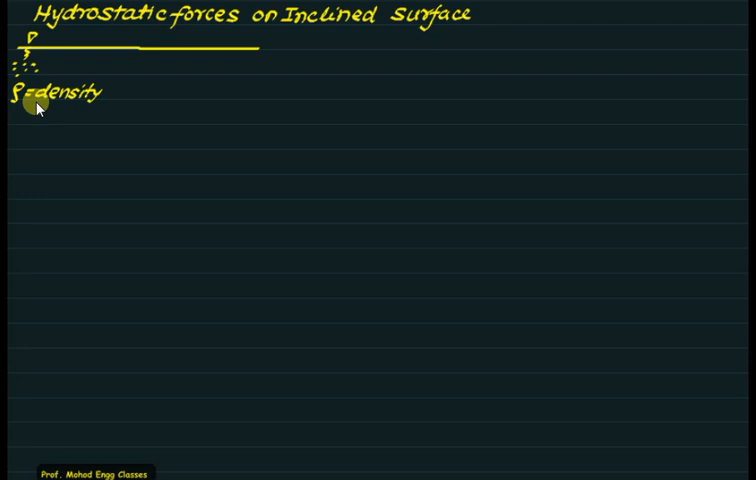 Hydrostatic forces on Inclined Surface
ρ=density
Prof. Mohod Engg Classes